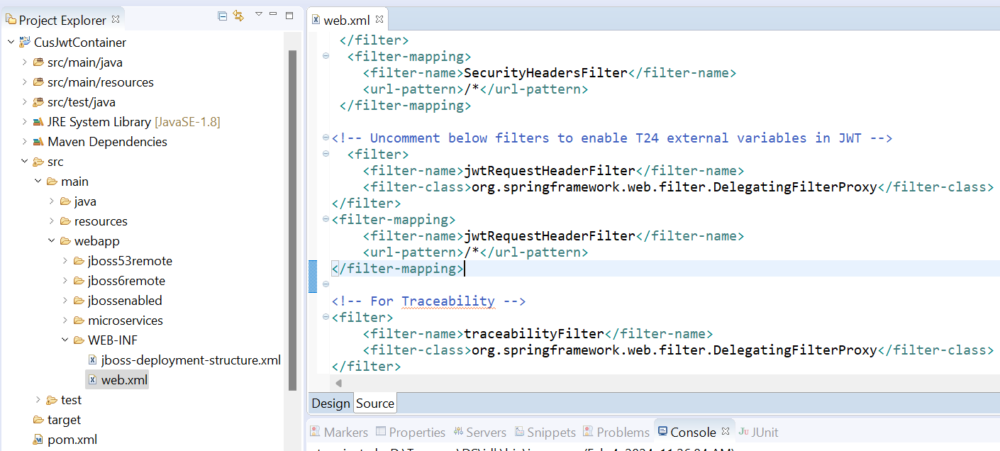 Project Explorer
CusJwtContainer
src/main/java
src/main/resources
src/test/java
JRE System Library [JavaSE-1.8]
Maven Dependencies
src
main
java
resources
webapp
jboss53remote
jboss6remote
jbossenabled
microservices
WEB-INF
jboss-deployment-structure.xml
web.xml
test
target
pom.xml
web.xml
</filter>
<filter-mapping>
<filter-name>SecurityHeadersFilter</filter-name>
<url-pattern>/*</url-pattern>
</filter-mapping>
<!-- Uncomment below filters to enable T24 external variables in JWT -->
<filter>
<filter-name>jwtRequestHeaderFilter</filter-name>
<filter-class>org.springframework.web.filter.DelegatingFilterProxy</filter-class>
</filter>
<filter-mapping>
<filter-name>jwtRequestHeaderFilter</filter-name>
<url-pattern>/*</url-pattern>
</filter-mapping>
<!-- For Traceability -->
<filter>
<filter-name>traceabilityFilter</filter-name>
<filter-class>org.springframework.web.filter.DelegatingFilterProxy</filter-class>
</filter>
Design Source
Markers Properties Servers Snippets Problems Console JUnit